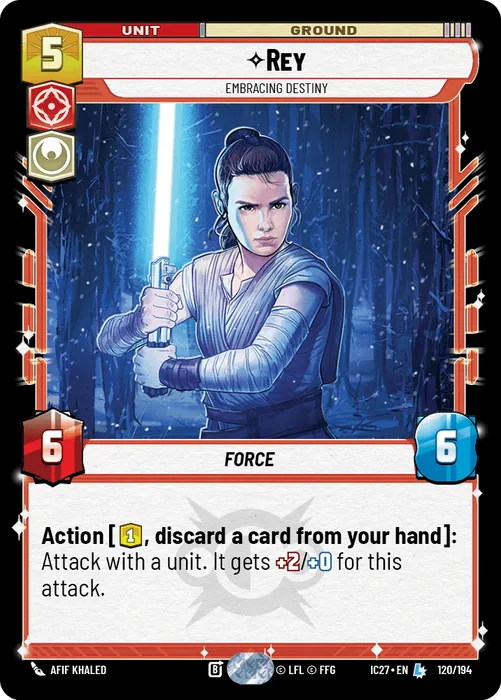 UNIT
GROUND
5
✧REY
EMBRACING DESTINY
6
6
FORCE
Action [1, discard a card from your hand]:
Attack with a unit. It gets +2/+0 for this
attack.
AFIF KHALED
B
© LFL © FFG
IC27 • EN
L
120/194